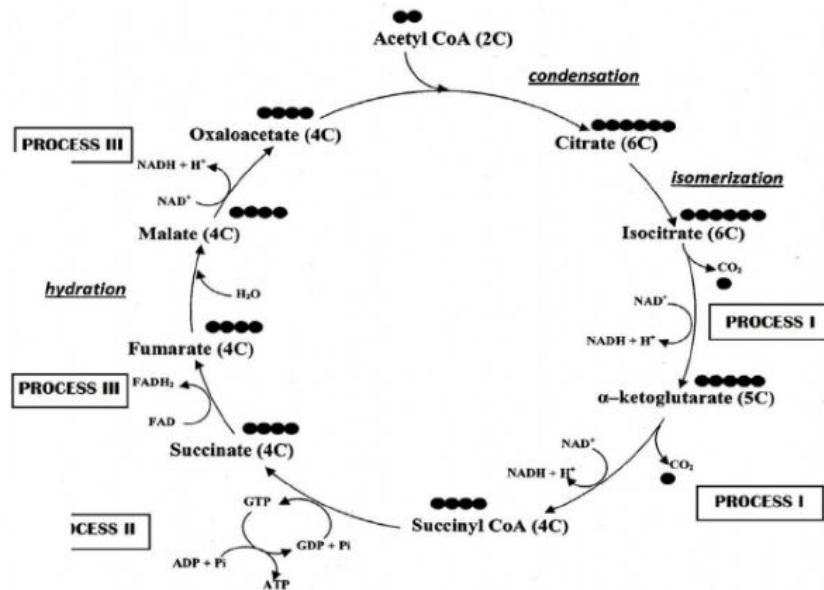 Acetyl CoA (2C)
condensation
Oxaloacetate (4C)
Citrate (6C)
PROCESS III
NADH + H⁺
NAD⁺
isomerization
Malate (4C)
Isocitrate (6C)
CO₂
hydration
H₂O
NAD⁺
NADH + H⁺
PROCESS I
Fumarate (4C)
PROCESS III
FADH₂
FAD
α–ketoglutarate (5C)
Succinate (4C)
NAD⁺
NADH + H⁺
CO₂
PROCESS I
GTP
Succinyl CoA (4C)
OCESS II
GDP + Pi
ADP + Pi
ATP